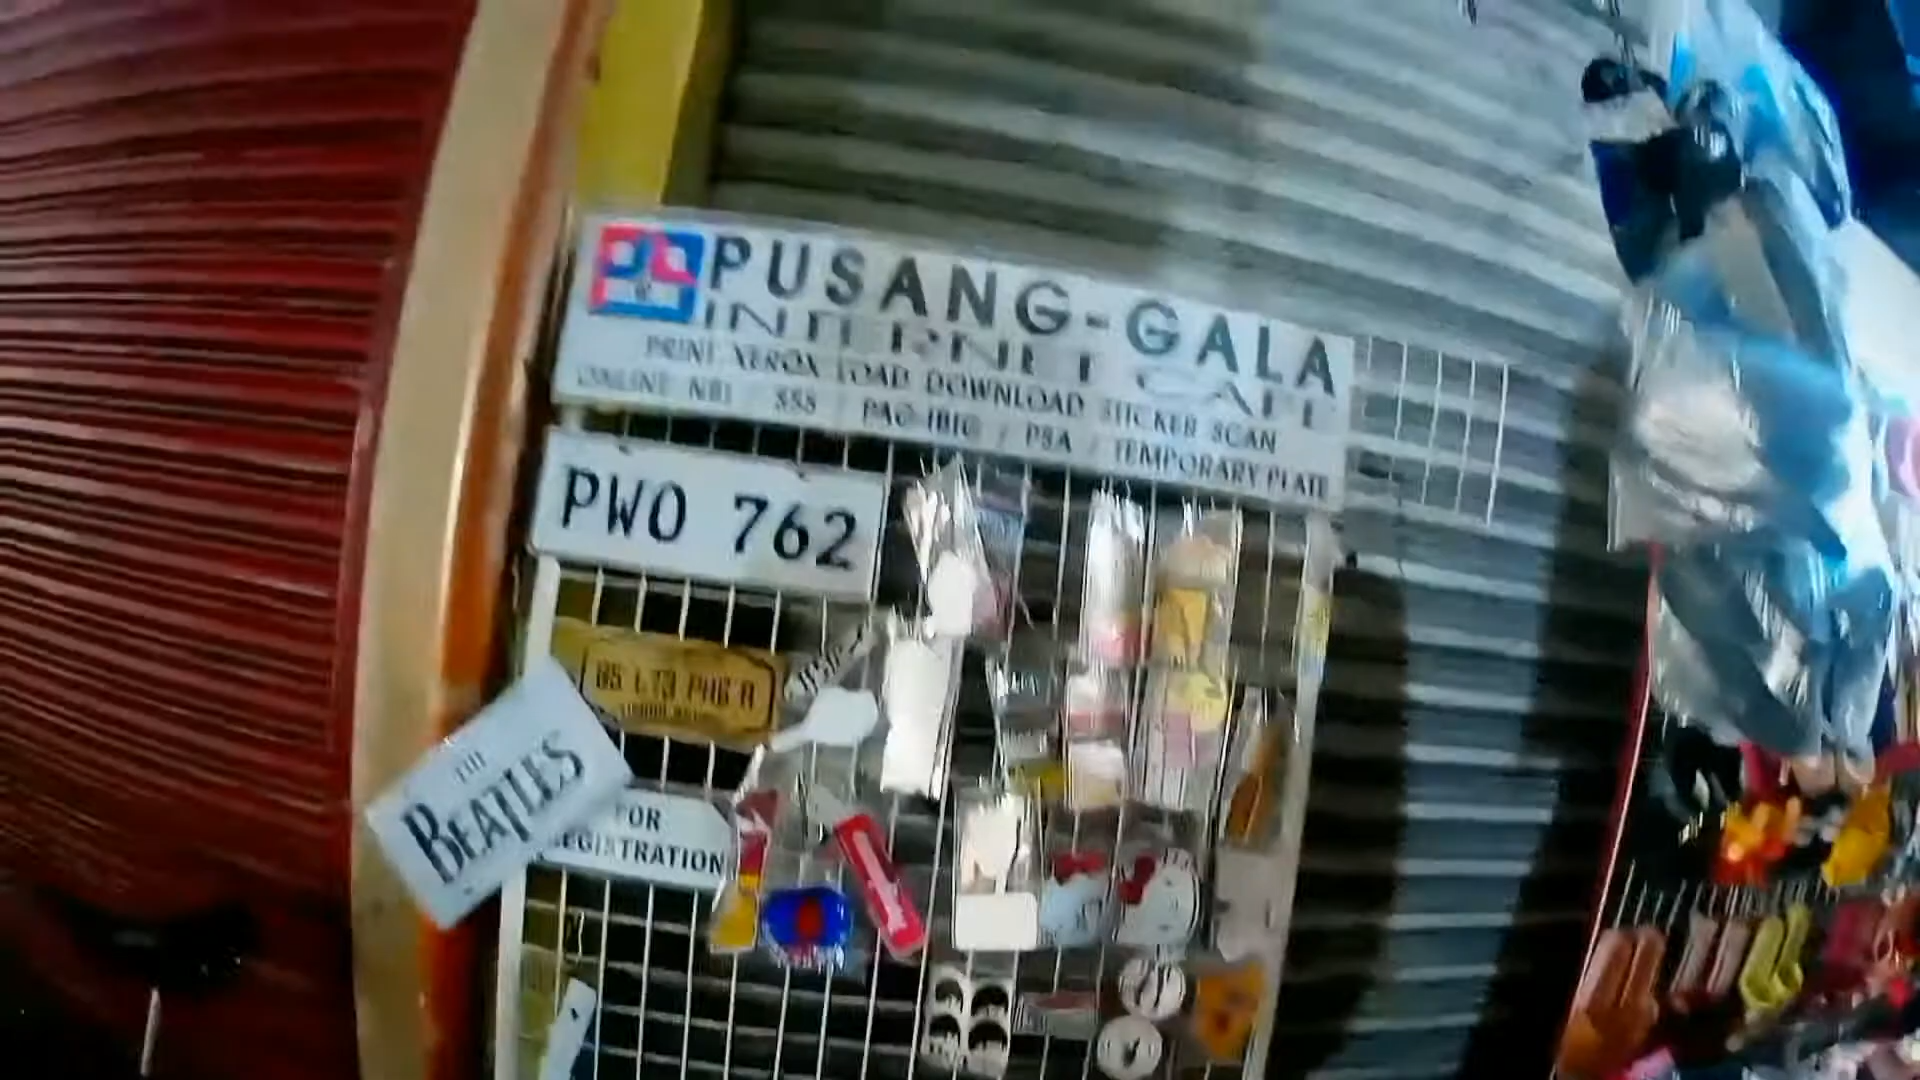 PUSANG-GALA
INTERNET CAFE
PRINT XEROX LOAD DOWNLOAD STICKER SCAN
ONLINE NBI / SSS / PAG-IBIG / PSA / TEMPORARY PLATE
PWO 762
THE
BEATLES
FOR
REGISTRATION